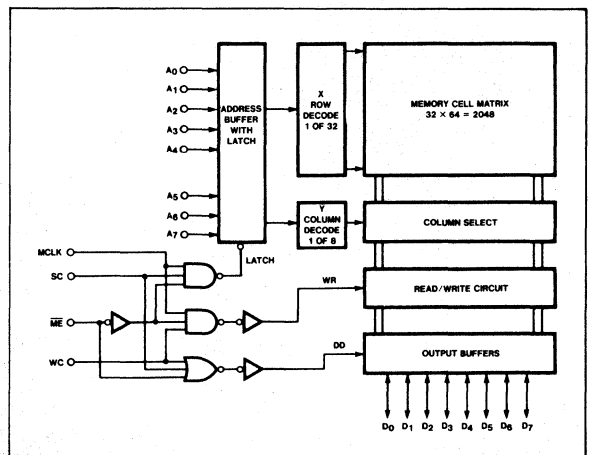 A0
A1
A2
A3
A4
A5
A6
A7
ADDRESS
BUFFER
WITH
LATCH
X
ROW
DECODE
1 OF 32
MEMORY CELL MATRIX
32 × 64 = 2048
Y
COLUMN
DECODE
1 OF 8
COLUMN SELECT
MCLK
SC
ME
WC
LATCH
WR
READ/WRITE CIRCUIT
DD
OUTPUT BUFFERS
D0 D1 D2 D3 D4 D5 D6 D7